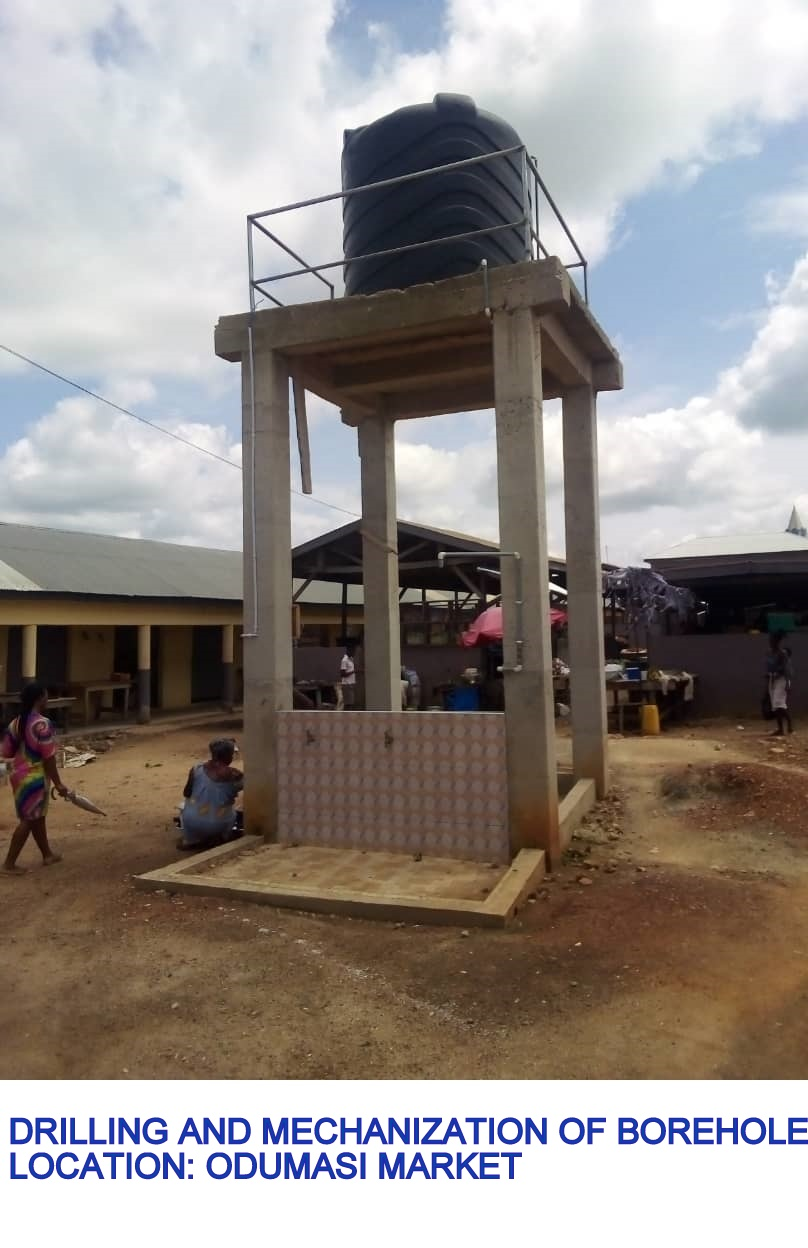 DRILLING AND MECHANIZATION OF BOREHOLE
LOCATION: ODUMASI MARKET